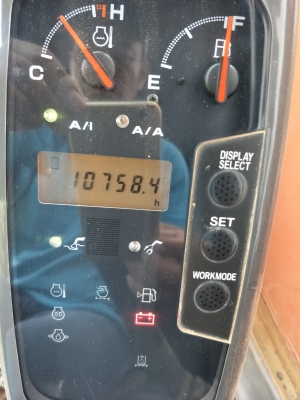 H
F
C
E
A/I
A/A
10758.4
h
DISPLAY
SELECT
SET
WORKMODE